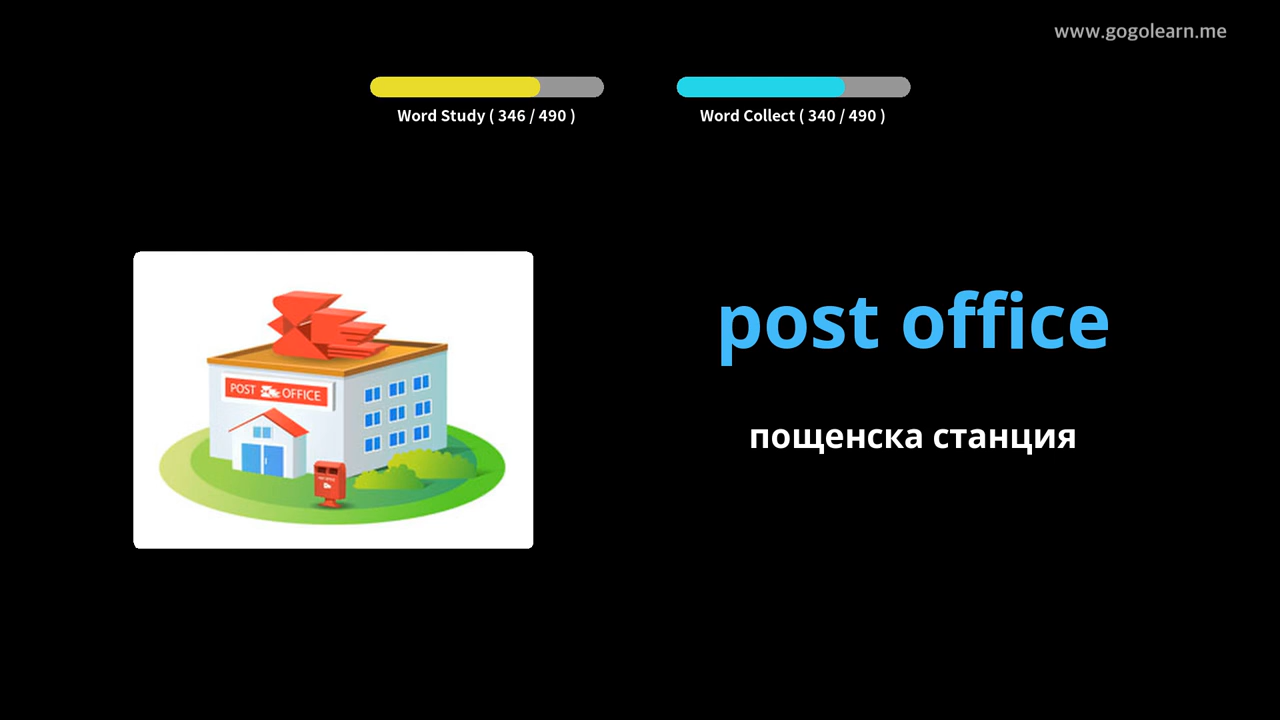 www.gogolearn.me
Word Study ( 346 / 490 )
Word Collect ( 340 / 490 )
post office
POST OFFICE
пощенска станция